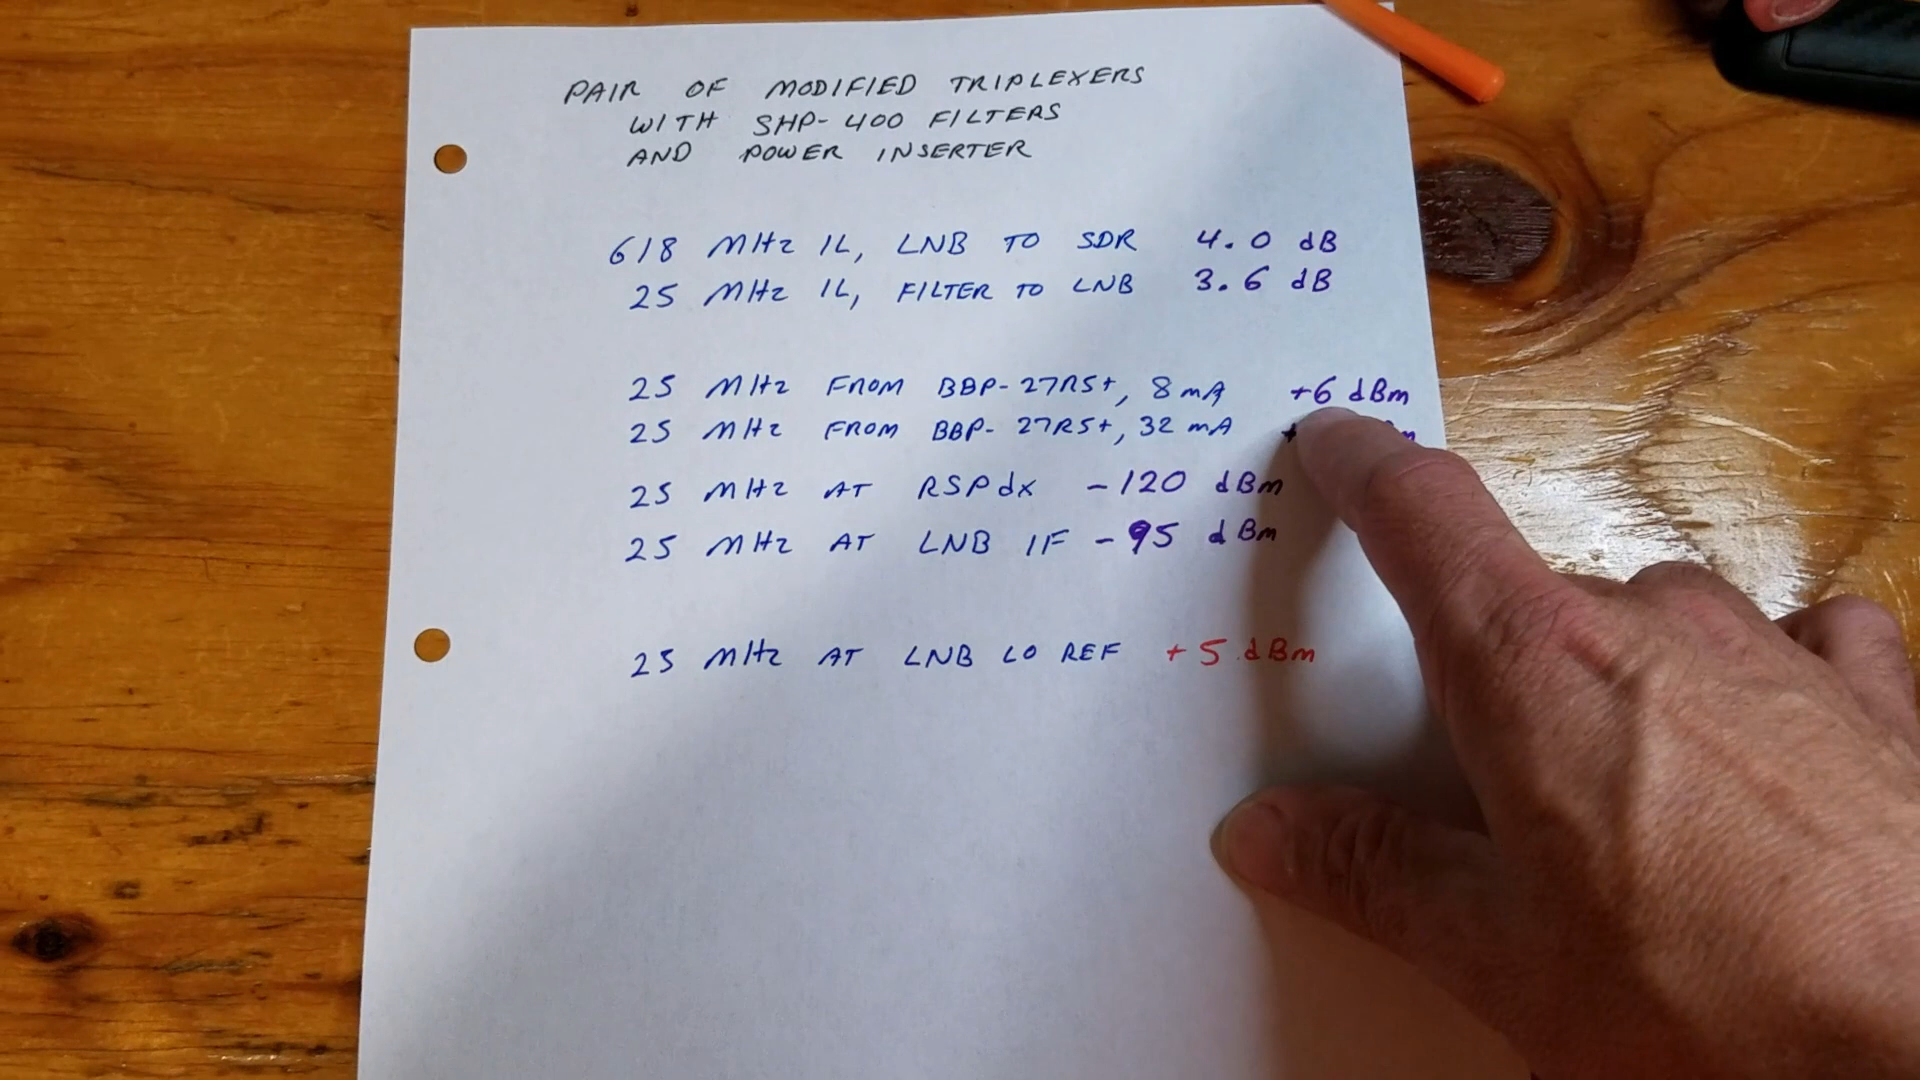 PAIR OF MODIFIED TRIPLEXERS
WITH SHP-400 FILTERS
AND POWER INSERTER
618 MHz IL, LNB TO SDR 4.0 dB
25 MHz IL, FILTER TO LNB 3.6 dB
25 MHz FROM BBP-27RS+, 8 mA +6 dBm
25 MHz FROM BBP-27RS+, 32 mA +
25 MHz AT RSPdx -120 dBm
25 MHz AT LNB IF -95 dBm
25 MHz AT LNB LO REF +5 dBm